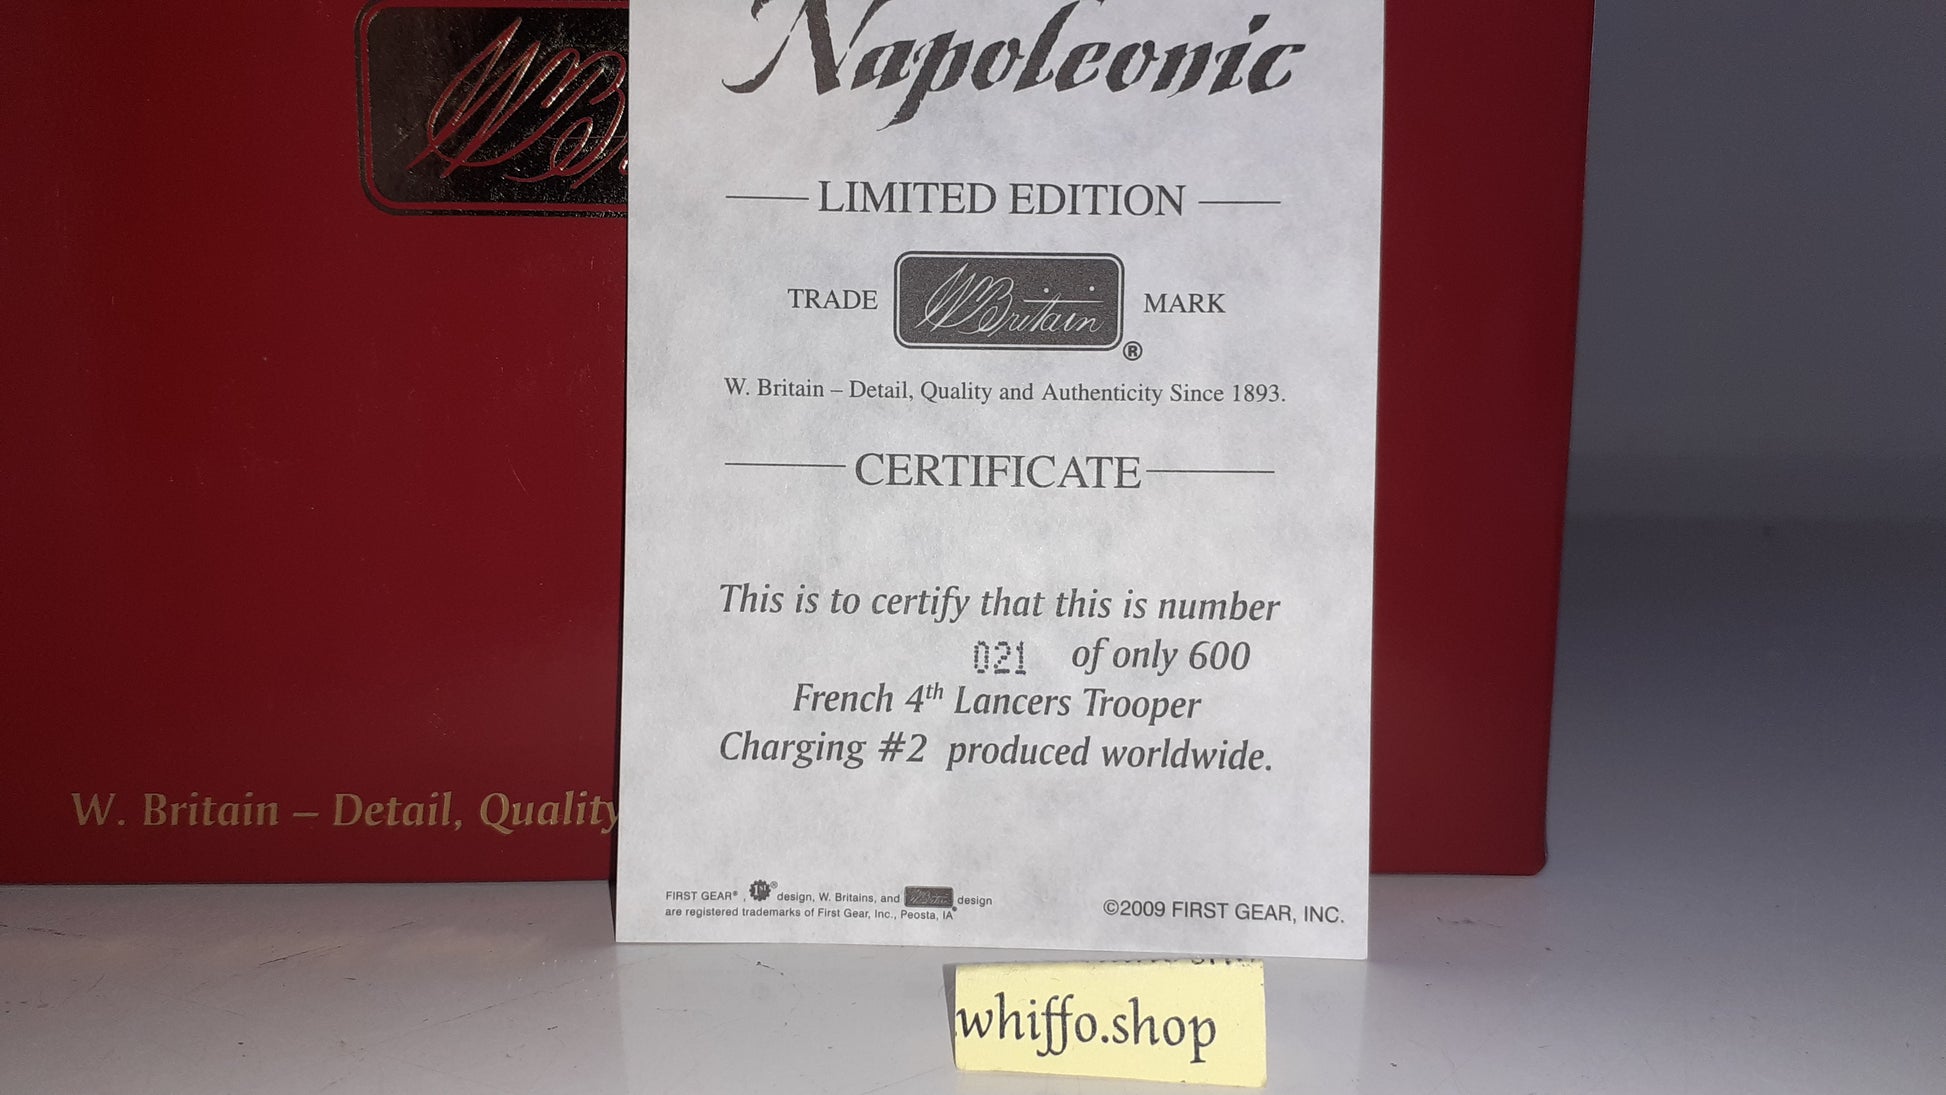 Napoleonic
LIMITED EDITION
TRADE W Britain ® MARK
W. Britain – Detail, Quality and Authenticity Since 1893.
CERTIFICATE
This is to certify that this is number
021 of only 600
French 4th Lancers Trooper
Charging #2 produced worldwide.
W. Britain – Detail, Quality
FIRST GEAR®, 1st® design, W. Britains, and W Britain® design
are registered trademarks of First Gear, Inc., Peosta, IA
©2009 FIRST GEAR, INC.
whiffo.shop